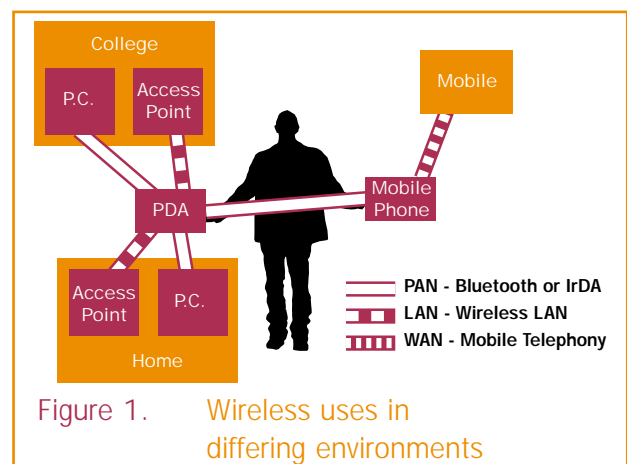 College
P.C.
Access
Point
Mobile
PDA
Mobile
Phone
Access
Point
P.C.
Home
PAN - Bluetooth or IrDA
LAN - Wireless LAN
WAN - Mobile Telephony
Figure 1. Wireless uses in
differing environments